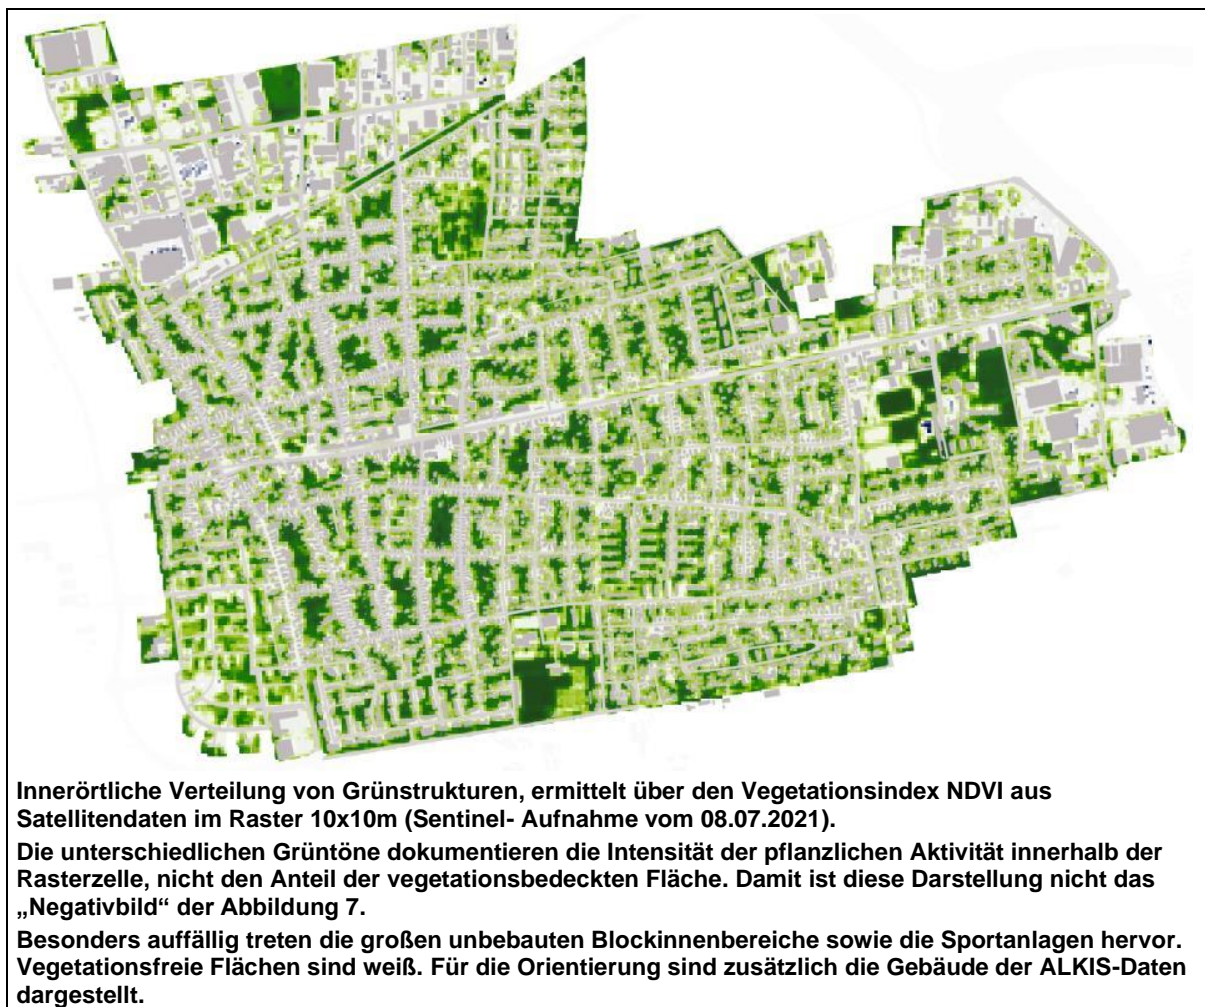 Innerörtliche Verteilung von Grünstrukturen, ermittelt über den Vegetationsindex NDVI aus
Satellitendaten im Raster 10x10m (Sentinel- Aufnahme vom 08.07.2021).
Die unterschiedlichen Grüntöne dokumentieren die Intensität der pflanzlichen Aktivität innerhalb der
Rasterzelle, nicht den Anteil der vegetationsbedeckten Fläche. Damit ist diese Darstellung nicht das
„Negativbild“ der Abbildung 7.
Besonders auffällig treten die großen unbebauten Blockinnenbereiche sowie die Sportanlagen hervor.
Vegetationsfreie Flächen sind weiß. Für die Orientierung sind zusätzlich die Gebäude der ALKIS-Daten
dargestellt.